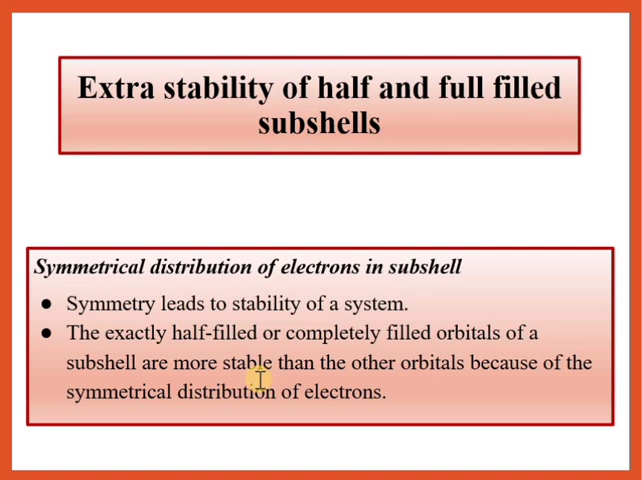 Extra stability of half and full filled
subshells
Symmetrical distribution of electrons in subshell
● Symmetry leads to stability of a system.
● The exactly half-filled or completely filled orbitals of a
subshell are more stable than the other orbitals because of the
symmetrical distribution of electrons.